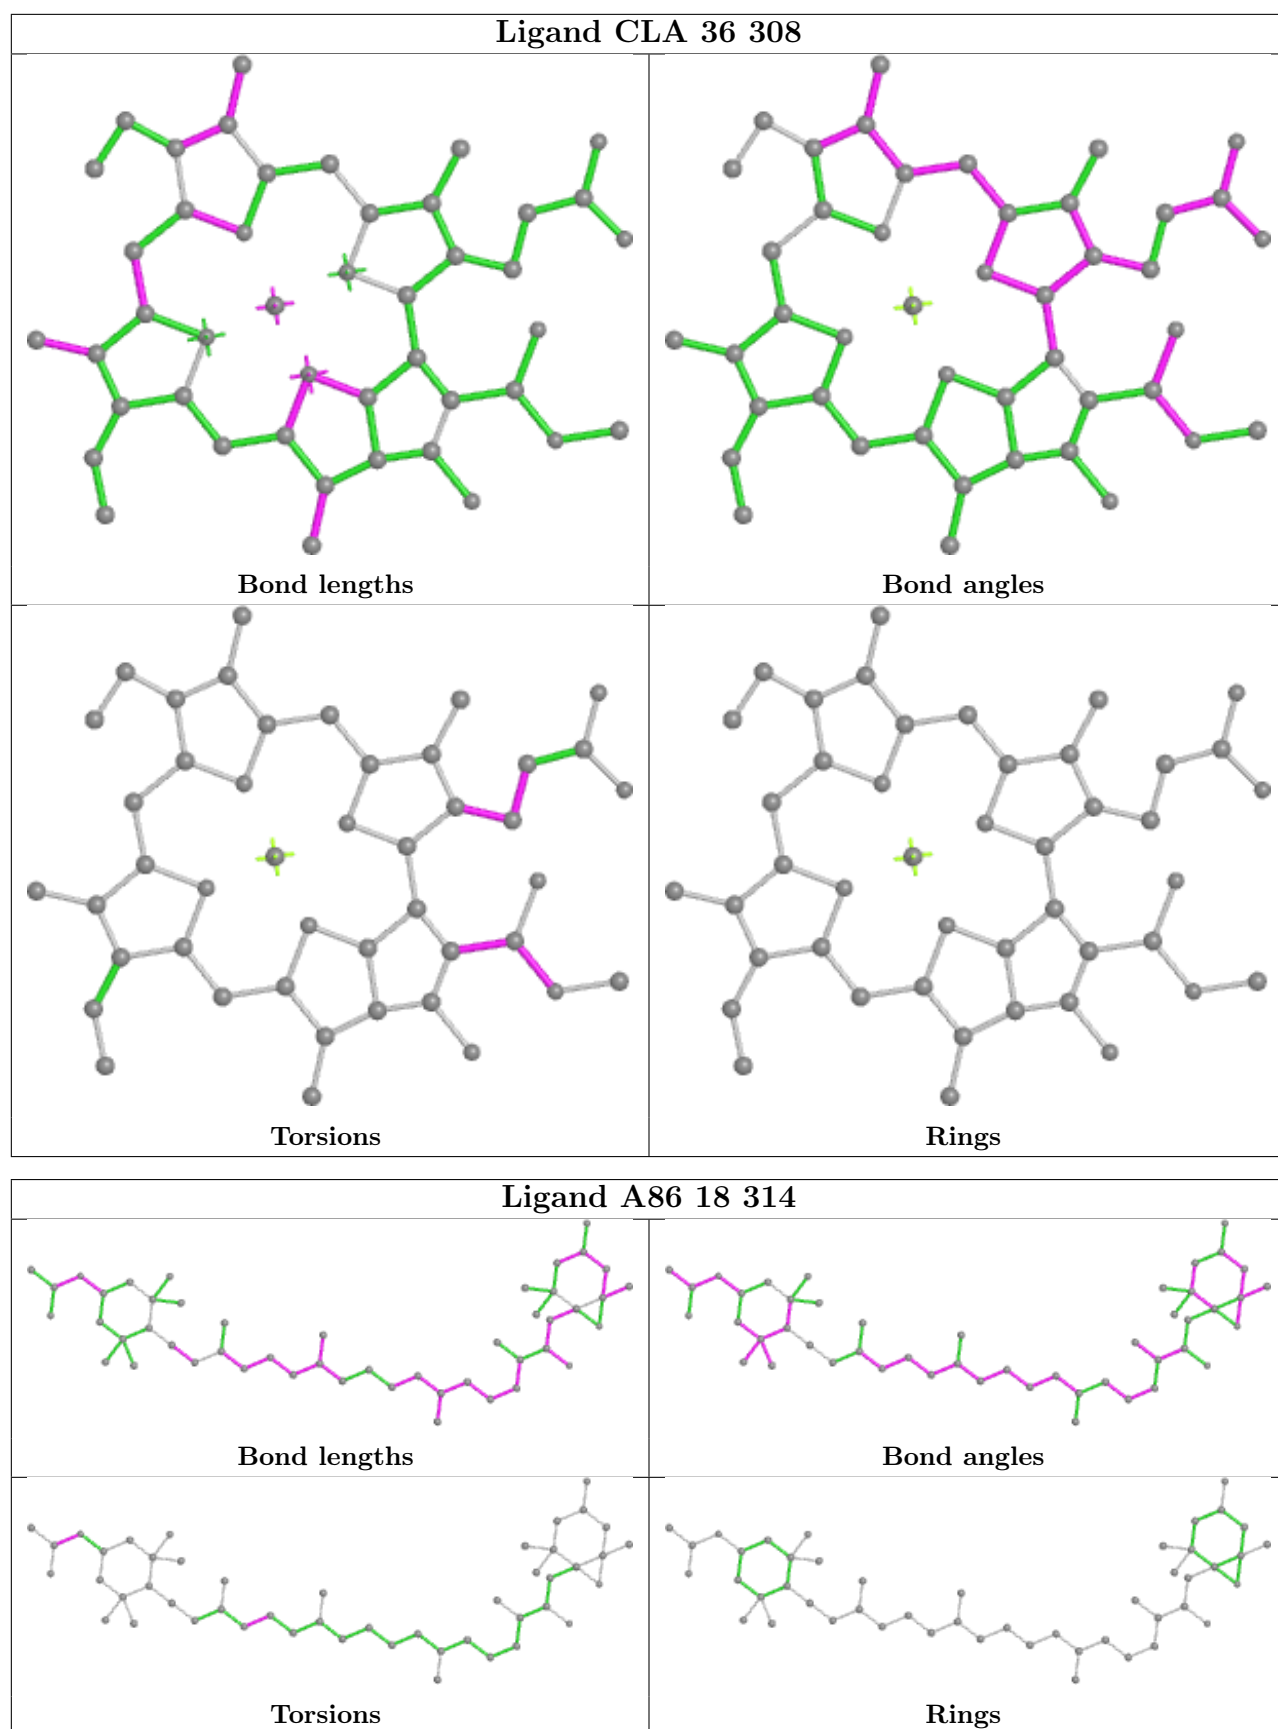 Ligand CLA 36 308
Bond lengths
Bond angles
Torsions
Rings
Ligand A86 18 314
Bond lengths
Bond angles
Torsions
Rings